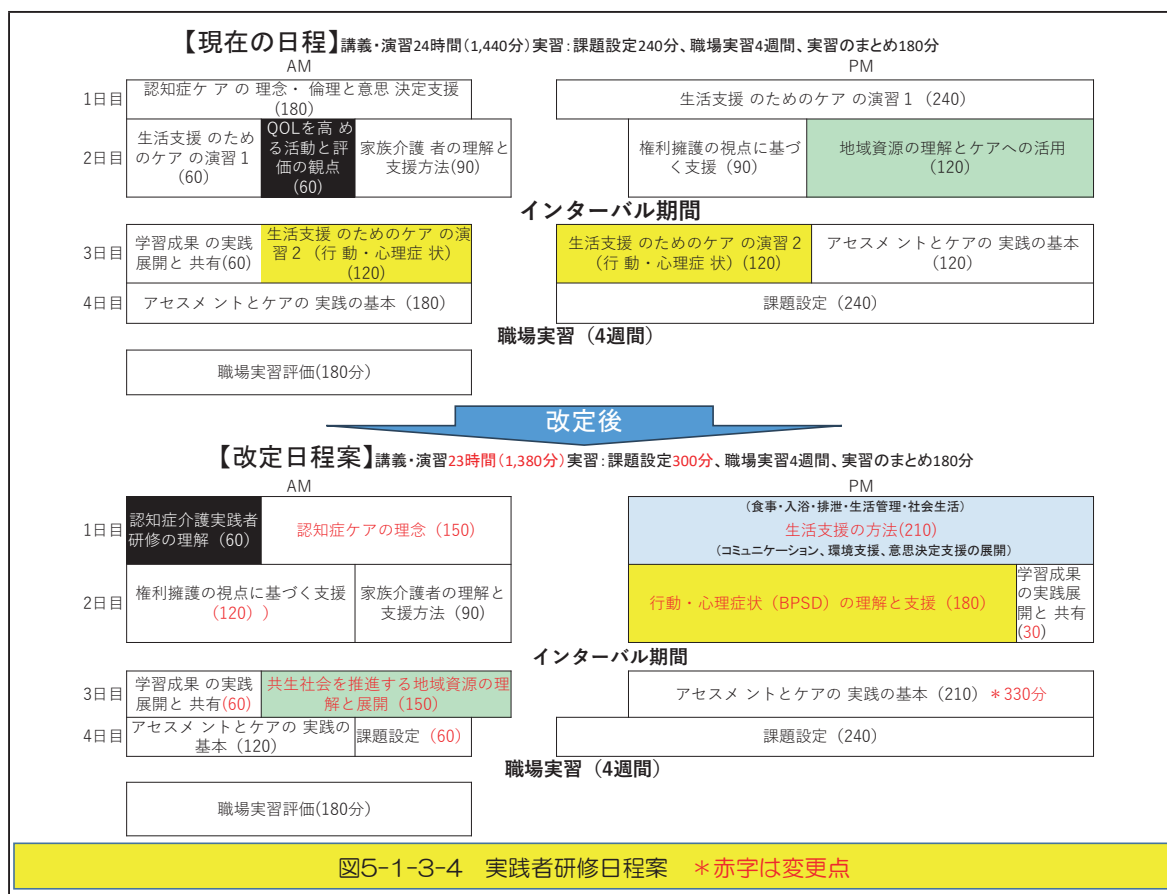 【現在の日程】講義・演習24時間(1,440分)実習:課題設定240分、職場実習4週間、実習のまとめ180分
AM
PM
1日目
認知症ケ ア の 理念・ 倫理と意思 決定支援
(180)
生活支援 のためのケア の演習 1 (240)
2日目
生活支援 のため
のケア の演習 1
(60)
QOLを高 め
る活動と評
価の観点
(60)
家族介護 者の理解と
支援方法(90)
権利擁護の視点に基づ
く支援 (90)
地域資源の理解とケアへの活用
(120)
インターバル期間
3日目
学習成果 の実践
展開と 共有(60)
生活支援 のためのケア の演
習 2 (行 動・心理症 状)
(120)
生活支援 のためのケア の演習 2
(行 動・心理症 状) (120)
アセスメ ントとケアの 実践の基本
(120)
4日目
アセスメ ントとケアの 実践の基本 (180)
課題設定 (240)
職場実習 (4週間)
職場実習評価(180分)
改定後
【改定日程案】講義・演習23時間(1,380分)実習:課題設定300分、職場実習4週間、実習のまとめ180分
AM
PM
1日目
認知症介護実践者
研修の理解 (60)
認知症ケアの理念 (150)
(食事・入浴・排泄・生活管理・社会生活)
生活支援の方法(210)
(コミュニケーション、環境支援、意思決定支援の展開)
2日目
権利擁護の視点に基づく支援
(120) )
家族介護者の理解と
支援方法(90)
行動・心理症状 (BPSD) の理解と支援 (180)
学習成果
の実践展
開と 共有
(30)
インターバル期間
3日目
学習成果 の実践
展開と 共有(60)
共生社会を推進する地域資源の理
解と展開 (150)
アセスメ ントとケアの 実践の基本 (210) *330分
4日目
アセスメ ントとケアの 実践の
基本 (120)
課題設定 (60)
課題設定 (240)
職場実習 (4週間)
職場実習評価(180分)
図5-1-3-4 実践者研修日程案 *赤字は変更点